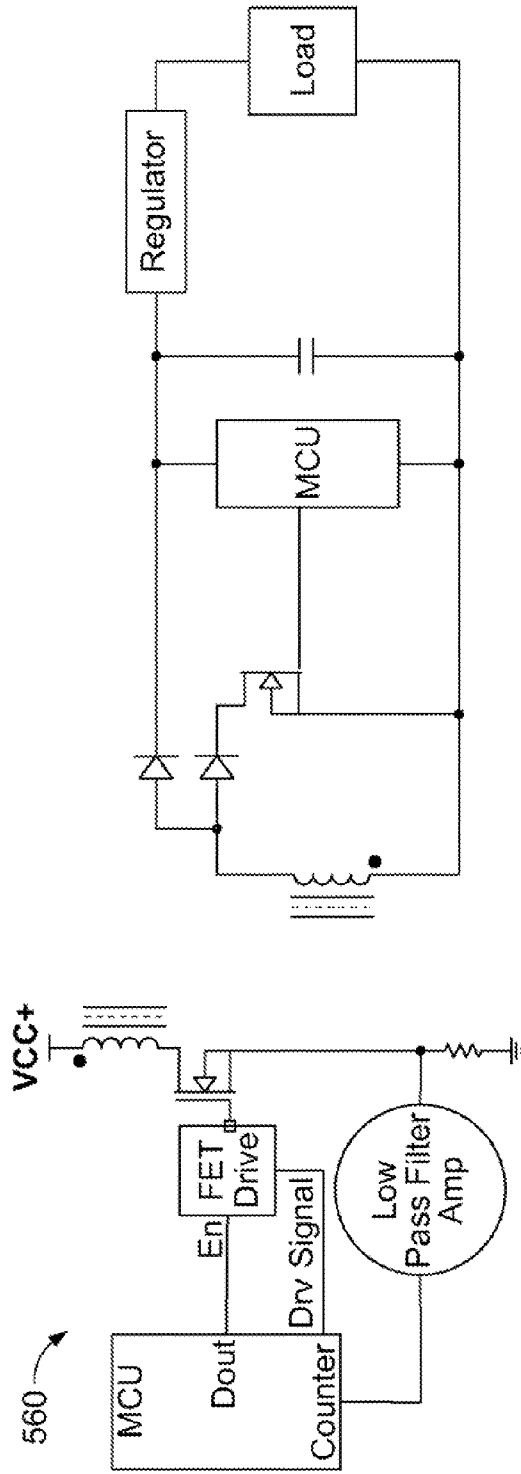 560
MCU
Dout
Counter
En
Drv Signal
FET
Drive
VCC+
Low
Pass Filter
Amp
MCU
Regulator
Load